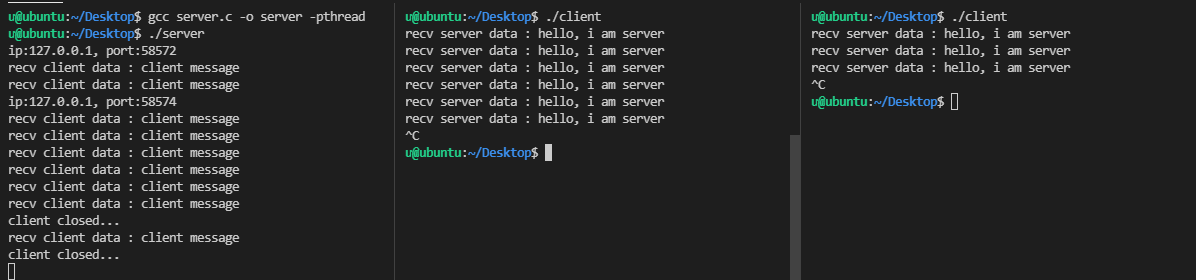 u@ubuntu:~/Desktop$ gcc server.c -o server -pthread
u@ubuntu:~/Desktop$ ./server
ip:127.0.0.1, port:58572
recv client data : client message
recv client data : client message
ip:127.0.0.1, port:58574
recv client data : client message
recv client data : client message
recv client data : client message
recv client data : client message
recv client data : client message
recv client data : client message
client closed...
recv client data : client message
client closed...
u@ubuntu:~/Desktop$ ./client
recv server data : hello, i am server
recv server data : hello, i am server
recv server data : hello, i am server
recv server data : hello, i am server
recv server data : hello, i am server
recv server data : hello, i am server
^C
u@ubuntu:~/Desktop$
u@ubuntu:~/Desktop$ ./client
recv server data : hello, i am server
recv server data : hello, i am server
recv server data : hello, i am server
^C
u@ubuntu:~/Desktop$